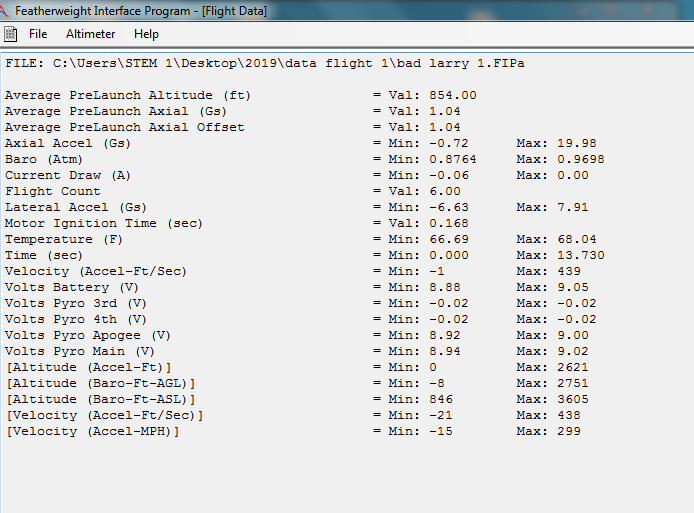 Featherweight Interface Program - [Flight Data]
File Altimeter Help
FILE: C:\Users\STEM 1\Desktop\2019\data flight 1\bad larry 1.FIPa
Average PreLaunch Altitude (ft) = Val: 854.00
Average PreLaunch Axial (Gs) = Val: 1.04
Average PreLaunch Axial Offset = Val: 1.04
Axial Accel (Gs) = Min: -0.72 Max: 19.98
Baro (Atm) = Min: 0.8764 Max: 0.9698
Current Draw (A) = Min: -0.06 Max: 0.00
Flight Count = Val: 6.00
Lateral Accel (Gs) = Min: -6.63 Max: 7.91
Motor Ignition Time (sec) = Val: 0.168
Temperature (F) = Min: 66.69 Max: 68.04
Time (sec) = Min: 0.000 Max: 13.730
Velocity (Accel-Ft/Sec) = Min: -1 Max: 439
Volts Battery (V) = Min: 8.88 Max: 9.05
Volts Pyro 3rd (V) = Min: -0.02 Max: -0.02
Volts Pyro 4th (V) = Min: -0.02 Max: -0.02
Volts Pyro Apogee (V) = Min: 8.92 Max: 9.00
Volts Pyro Main (V) = Min: 8.94 Max: 9.02
[Altitude (Accel-Ft)] = Min: 0 Max: 2621
[Altitude (Baro-Ft-AGL)] = Min: -8 Max: 2751
[Altitude (Baro-Ft-ASL)] = Min: 846 Max: 3605
[Velocity (Accel-Ft/Sec)] = Min: -21 Max: 438
[Velocity (Accel-MPH)] = Min: -15 Max: 299